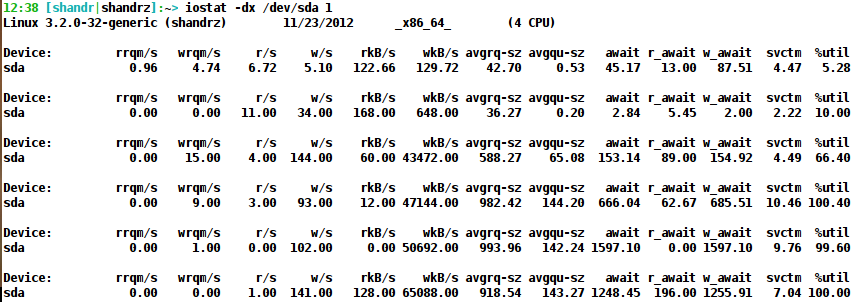 12:38 [shandr|shandrz]:~> iostat -dx /dev/sda 1
Linux 3.2.0-32-generic (shandrz) 11/23/2012 _x86_64_ (4 CPU)
Device: rrqm/s wrqm/s r/s w/s rkB/s wkB/s avgrq-sz avgqu-sz await r_await w_await svctm %util
sda 0.96 4.74 6.72 5.10 122.66 129.72 42.70 0.53 45.17 13.00 87.51 4.47 5.28
Device: rrqm/s wrqm/s r/s w/s rkB/s wkB/s avgrq-sz avgqu-sz await r_await w_await svctm %util
sda 0.00 0.00 11.00 34.00 168.00 648.00 36.27 0.20 2.84 5.45 2.00 2.22 10.00
Device: rrqm/s wrqm/s r/s w/s rkB/s wkB/s avgrq-sz avgqu-sz await r_await w_await svctm %util
sda 0.00 15.00 4.00 144.00 60.00 43472.00 588.27 65.08 153.14 89.00 154.92 4.49 66.40
Device: rrqm/s wrqm/s r/s w/s rkB/s wkB/s avgrq-sz avgqu-sz await r_await w_await svctm %util
sda 0.00 9.00 3.00 93.00 12.00 47144.00 982.42 144.20 666.04 62.67 685.51 10.46 100.40
Device: rrqm/s wrqm/s r/s w/s rkB/s wkB/s avgrq-sz avgqu-sz await r_await w_await svctm %util
sda 0.00 1.00 0.00 102.00 0.00 50692.00 993.96 142.24 1597.10 0.00 1597.10 9.76 99.60
Device: rrqm/s wrqm/s r/s w/s rkB/s wkB/s avgrq-sz avgqu-sz await r_await w_await svctm %util
sda 0.00 0.00 1.00 141.00 128.00 65088.00 918.54 143.27 1248.45 196.00 1255.91 7.04 100.00